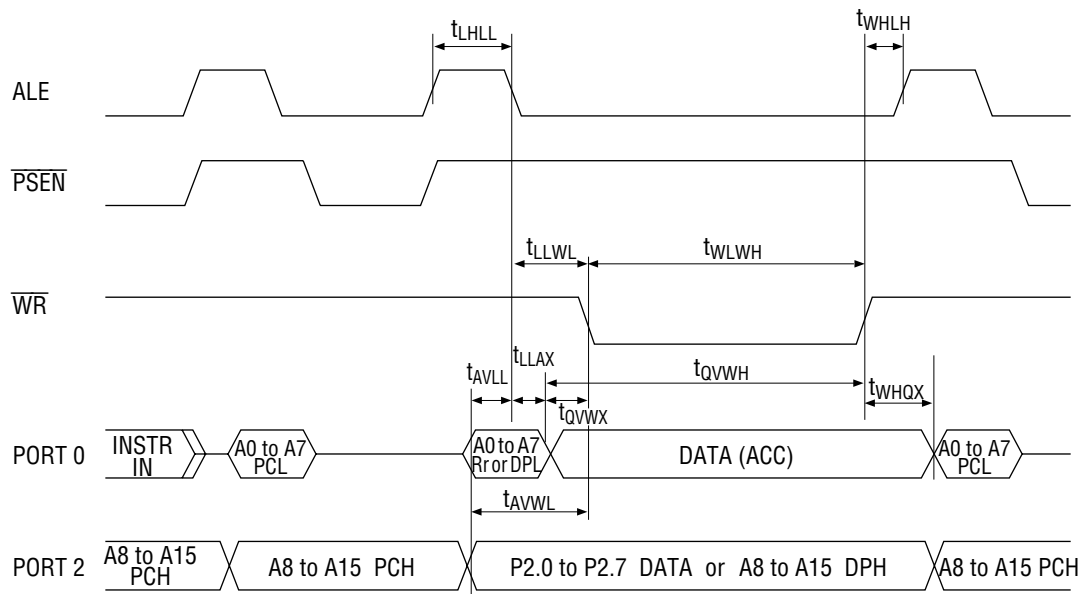 tLHLL
tWHLH
ALE
PSEN
tLLWL
tWLWH
WR
tLLAX
tAVLL
tQVWH
tQVWX
tWHQX
PORT 0
INSTR
IN
A0 to A7
PCL
A0 to A7
Rr or DPL
DATA (ACC)
A0 to A7
PCL
tAVWL
PORT 2
A8 to A15
PCH
A8 to A15 PCH
P2.0 to P2.7 DATA or A8 to A15 DPH
A8 to A15 PCH